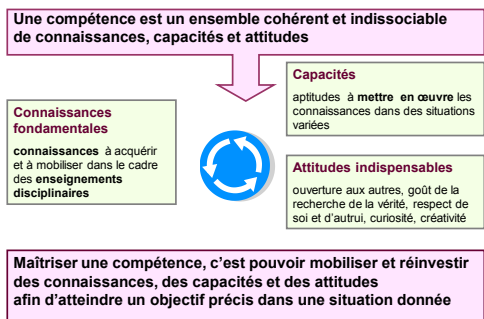 Une compétence est un ensemble cohérent et indissociable
de connaissances, capacités et attitudes
Capacités
aptitudes à mettre en œuvre les
connaissances dans des situations
variées
Connaissances
fondamentales
connaissances à acquérir
et à mobiliser dans le cadre
des enseignements
disciplinaires
Attitudes indispensables
ouverture aux autres, goût de la
recherche de la vérité, respect de
soi et d'autrui, curiosité, créativité
Maîtriser une compétence, c'est pouvoir mobiliser et réinvestir
des connaissances, des capacités et des attitudes
afin d'atteindre un objectif précis dans une situation donnée